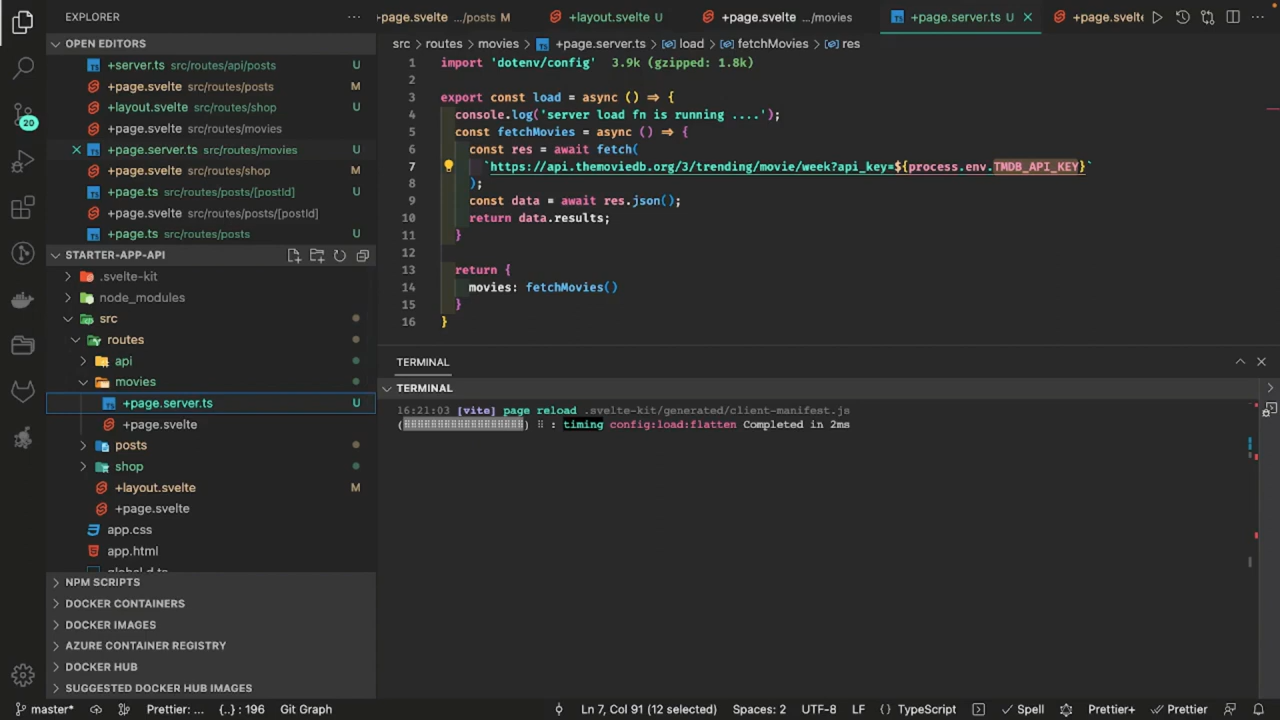 EXPLORER
OPEN EDITORS
+server.ts src/routes/api/posts U
+page.svelte src/routes/posts M
+layout.svelte src/routes/shop U
+page.svelte src/routes/movies
+page.server.ts src/routes/movies U
+page.svelte src/routes/shop M
+page.ts src/routes/posts/[postId] U
+page.svelte src/routes/posts/[postId]
+page.ts src/routes/posts U
STARTER-APP-API
.svelte-kit
node_modules
src
routes
api
movies
+page.server.ts U
+page.svelte
posts
shop
+layout.svelte M
+page.svelte
app.css
app.html
global.d.ts
NPM SCRIPTS
DOCKER CONTAINERS
DOCKER IMAGES
AZURE CONTAINER REGISTRY
DOCKER HUB
SUGGESTED DOCKER HUB IMAGES
20
+page.svelte .../posts M +layout.svelte U +page.svelte .../movies +page.server.ts U +page.svelte
src > routes > movies > +page.server.ts > load > fetchMovies > res
1 import 'dotenv/config' 3.9k (gzipped: 1.8k)
2
3 export const load = async () => {
4 console.log('server load fn is running ....');
5 const fetchMovies = async () => {
6 const res = await fetch(
7 `https://api.themoviedb.org/3/trending/movie/week?api_key=${process.env.TMDB_API_KEY}`
8 );
9 const data = await res.json();
10 return data.results;
11 }
12
13 return {
14 movies: fetchMovies()
15 }
16 }
TERMINAL
TERMINAL
16:21:03 [vite] page reload .svelte-kit/generated/client-manifest.js
timing config:load:flatten Completed in 2ms
master* Prettier: ... {..} : 196 Git Graph Ln 7, Col 91 (12 selected) Spaces: 2 UTF-8 LF { } TypeScript Spell Prettier+ Prettier